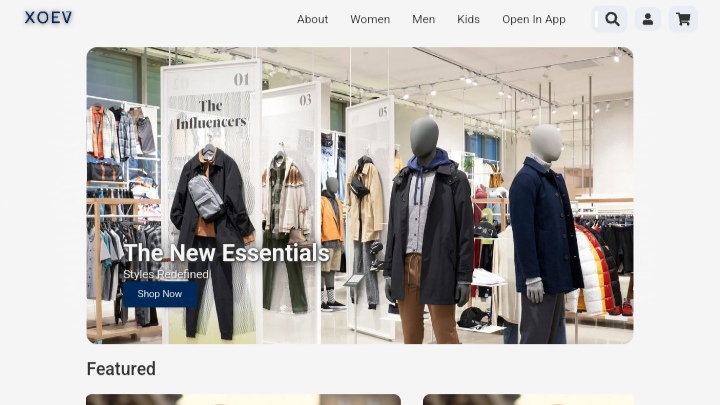 XOEV
About Women Men Kids Open In App
01
The
Influencers
03
05
The New Essentials
Styles Redefined
Shop Now
Featured